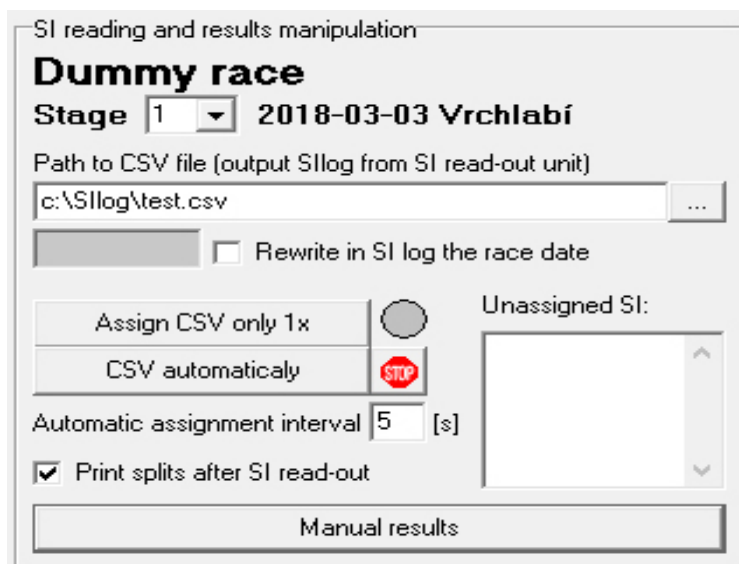 SI reading and results manipulation
Dummy race
Stage 1 2018-03-03 Vrchlabí
Path to CSV file (output SIlog from SI read-out unit)
c:\SIlog\test.csv ...
Rewrite in SI log the race date
Assign CSV only 1x
Unassigned SI:
CSV automaticaly STOP
Automatic assignment interval 5 [s]
Print splits after SI read-out
Manual results